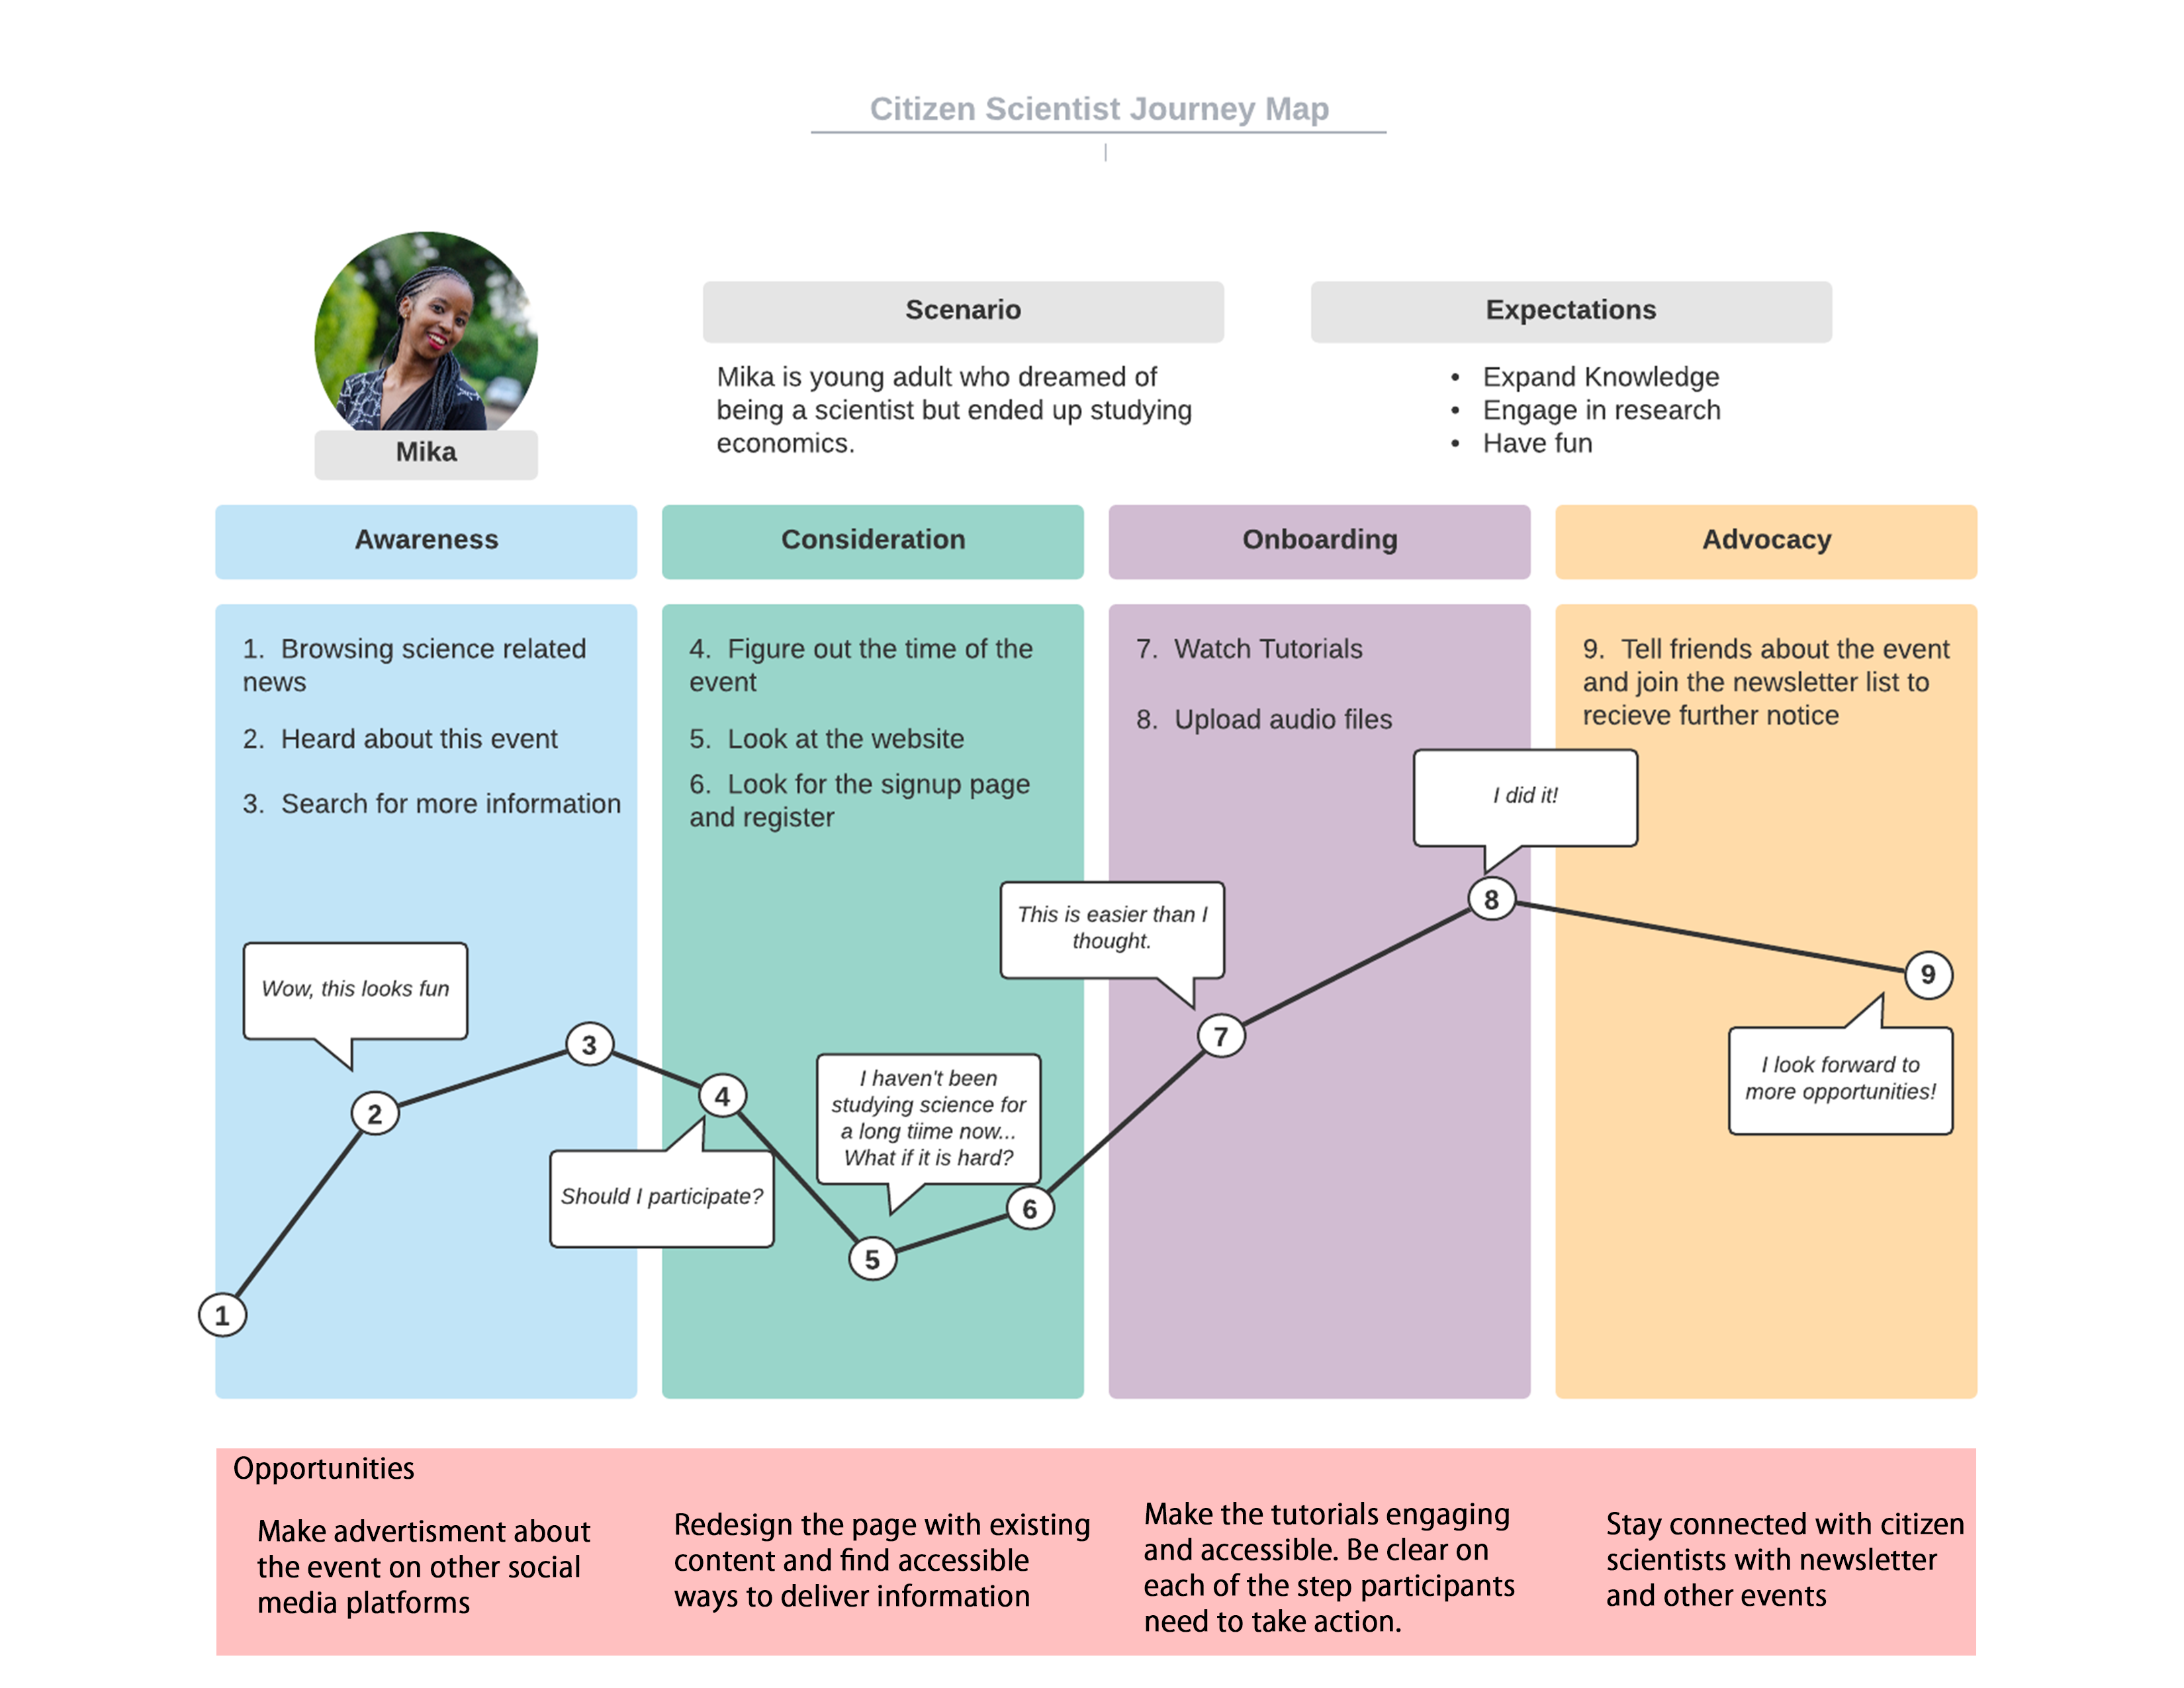 Citizen Scientist Journey Map
Mika
Scenario
Mika is young adult who dreamed of
being a scientist but ended up studying
economics.
Expectations
• Expand Knowledge
• Engage in research
• Have fun
Awareness
1. Browsing science related
news
2. Heard about this event
3. Search for more information
Wow, this looks fun
1
2
3
Consideration
4. Figure out the time of the
event
5. Look at the website
6. Look for the signup page
and register
4
Should I participate?
I haven't been
studying science for
a long tiime now...
What if it is hard?
5
6
Onboarding
7. Watch Tutorials
8. Upload audio files
This is easier than I
thought.
7
I did it!
8
Advocacy
9. Tell friends about the event
and join the newsletter list to
recieve further notice
9
I look forward to
more opportunities!
Opportunities
Make advertisment about
the event on other social
media platforms
Redesign the page with existing
content and find accessible
ways to deliver information
Make the tutorials engaging
and accessible. Be clear on
each of the step participants
need to take action.
Stay connected with citizen
scientists with newsletter
and other events